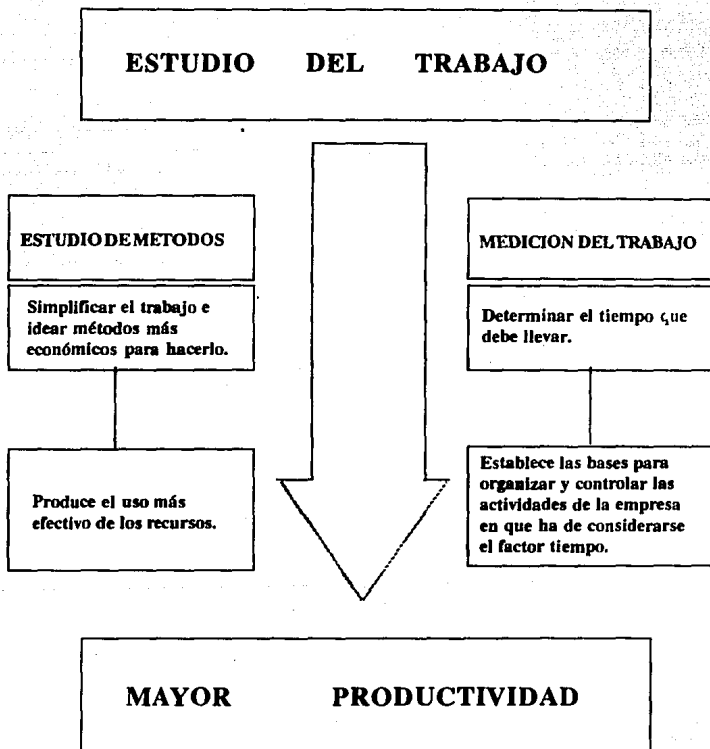 ESTUDIO DEL TRABAJO
ESTUDIO DE METODOS
Simplificar el trabajo e
idear métodos más
económicos para hacerlo.
Produce el uso más
efectivo de los recursos.
MEDICION DEL TRABAJO
Determinar el tiempo que
debe llevar.
Establece las bases para
organizar y controlar las
actividades de la empresa
en que ha de considerarse
el factor tiempo.
MAYOR PRODUCTIVIDAD